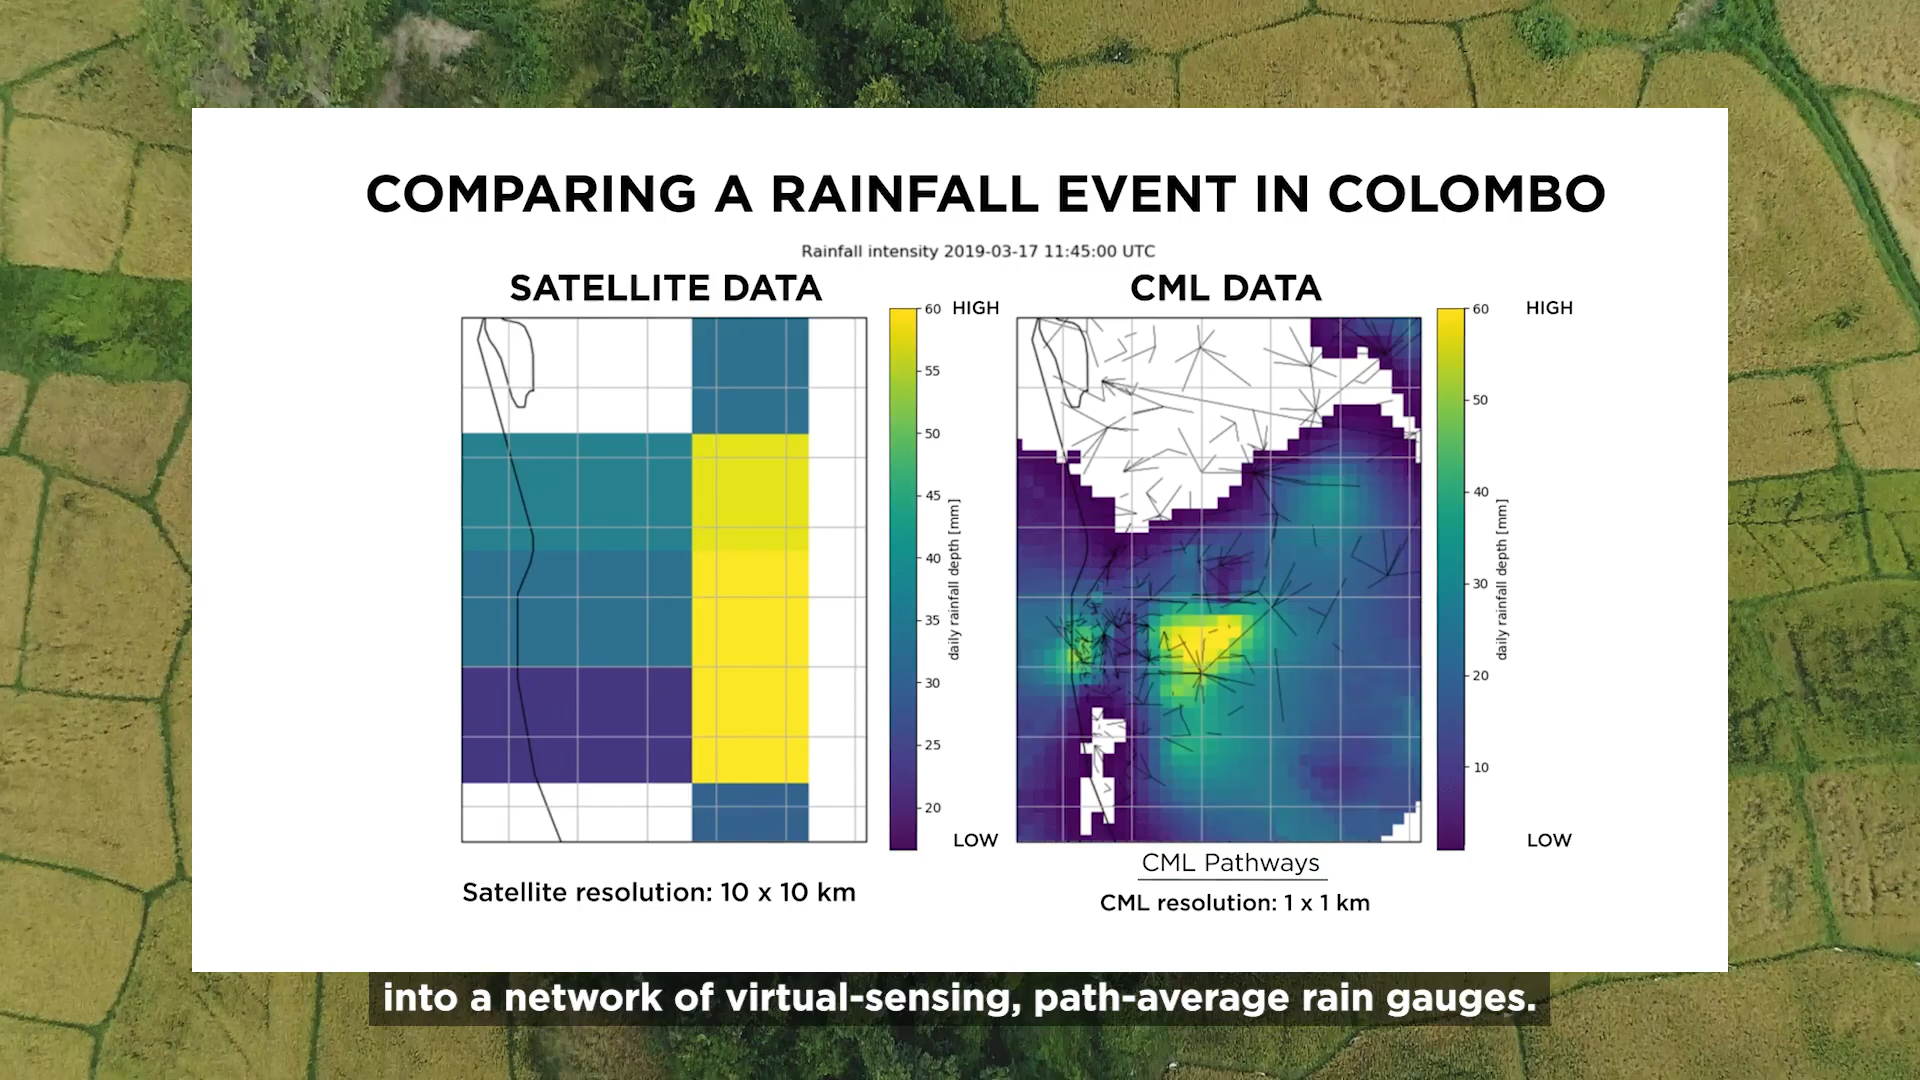 COMPARING A RAINFALL EVENT IN COLOMBO
Rainfall intensity 2019-03-17 11:45:00 UTC
SATELLITE DATA
60
55
50
45
40
35
30
25
20
HIGH
LOW
daily rainfall depth [mm]
Satellite resolution: 10 x 10 km
CML DATA
60
50
40
30
20
10
HIGH
LOW
daily rainfall depth [mm]
CML Pathways
CML resolution: 1 x 1 km
into a network of virtual-sensing, path-average rain gauges.